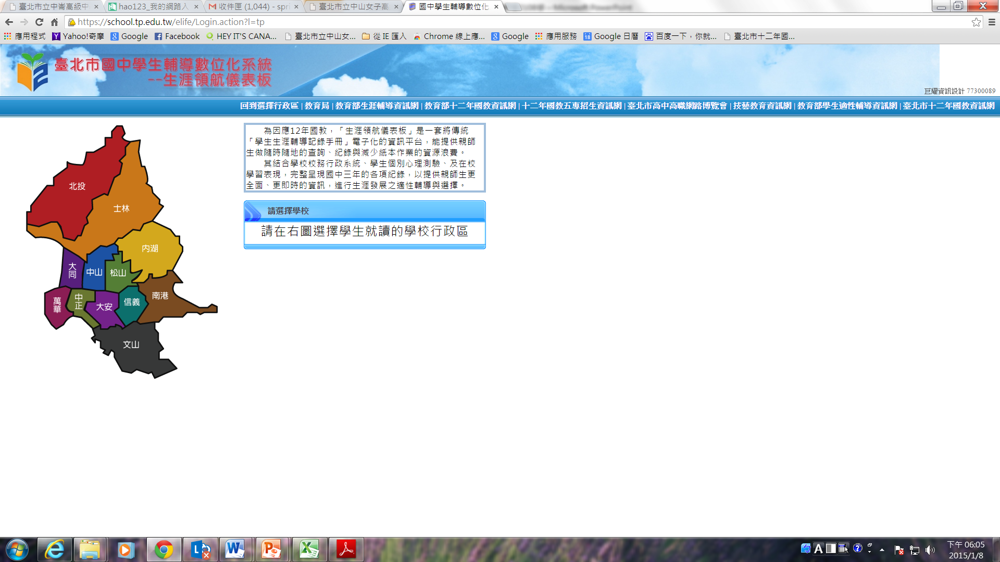 臺北市立中崙高級中
hao123_我的網路入
收件匣 (1,044) - spri
臺北市立中山女子高
國中學生輔導數位化
Microsoft PowerPoint
https://school.tp.edu.tw/elife/Login.action?l=tp
應用程式 Yahoo!奇摩 Google Facebook HEY IT'S CANA... 臺北市立中山女... 從 IE 匯入 Chrome 線上應... Google 應用服務 Google 日曆 百度一下，你就... 臺北市十二年國...
臺北市國中學生輔導數位化系統
--生涯領航儀表板
巨耀資訊設計 77300089
回到選擇行政區 | 教育局 | 教育部生涯輔導資訊網 | 教育部十二年國教資訊網 | 十二年國教五專招生資訊網 | 臺北市高中高職網路博覽會 | 技藝教育資訊網 | 教育部學生適性輔導資訊網 | 臺北市十二年國教資訊網
為因應12年國教，「生涯領航儀表板」是一套將傳統
「學生生涯輔導記錄手冊」電子化的資訊平台，能提供親師
生做隨時隨地的查詢、紀錄與減少紙本作業的資源浪費。
其結合學校校務行政系統、學生個別心理測驗、及在校
學習表現，完整呈現國中三年的各項紀錄，以提供親師生更
全面、更即時的資訊，進行生涯發展之適性輔導與選擇。
請選擇學校
請在右圖選擇學生就讀的學校行政區
北投
士林
內湖
大同
中山
松山
南港
萬華
中正
大安
信義
文山
下午 06:05
2015/1/8